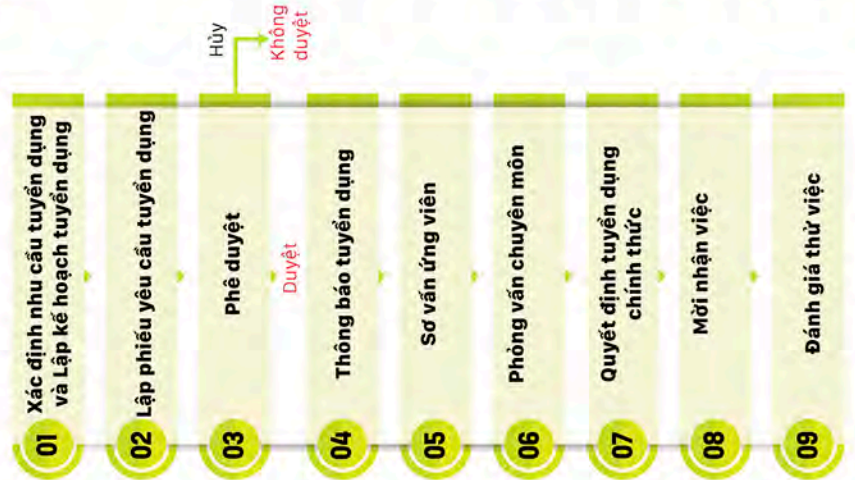 01
Xác định nhu cầu tuyển dụng
và Lập kế hoạch tuyển dụng
02
Lập phiếu yêu cầu tuyển dụng
03
Phê duyệt
Hủy
Không
duyệt
Duyệt
04
Thông báo tuyển dụng
05
Sơ vấn ứng viên
06
Phỏng vấn chuyên môn
07
Quyết định tuyển dụng
chính thức
08
Mời nhận việc
09
Đánh giá thử việc